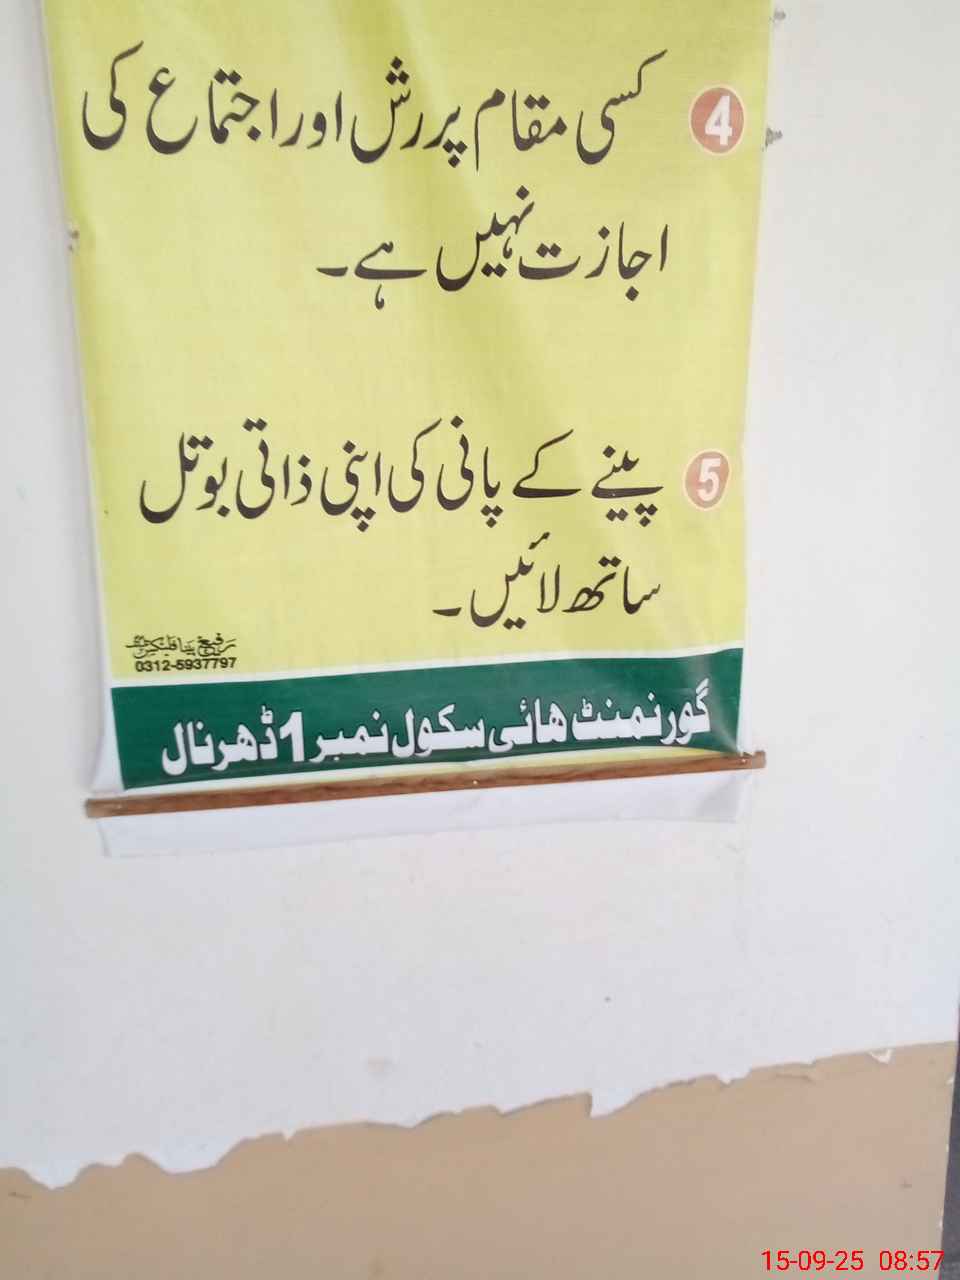 4 کسی مقام پر رش اور اجتماع کی
اجازت نہیں ہے۔
5 پینے کے پانی کی اپنی ذاتی بوتل
ساتھ لائیں۔
0312-5937797
گورنمنٹ ھائی سکول نمبر 1 ڈھرنال
15-09-25 08:57